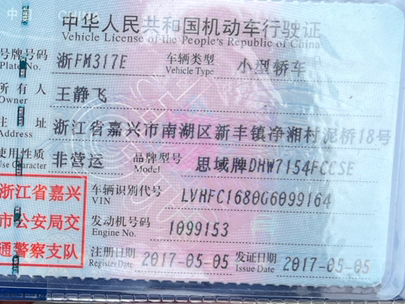 中华人民共和国机动车行驶证
Vehicle License of the People's Republic of China
号牌号码 浙FM317E 车辆类型 小型轿车
Plate No. Vehicle Type
所有人 王静飞
Owner
住址 浙江省嘉兴市南湖区新丰镇净湘村泥桥18号
Address
使用性质 非营运 品牌型号 思域牌DHW7154FCCSE
Use Character Model
浙江省嘉兴
市公安局交
通警察支队
车辆识别代号 LVHFC1680G6099164
VIN
发动机号码 1099153
Engine No.
注册日期 2017-05-05 发证日期 2017-05-05
Register Date Issue Date